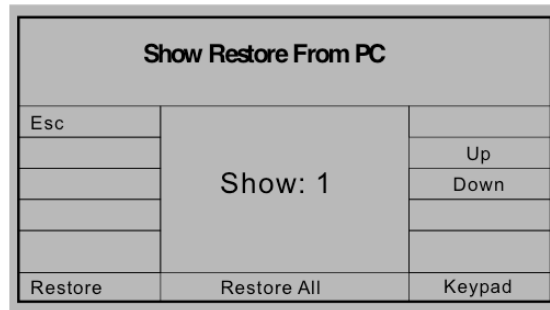 Show Restore From PC
Esc
Up
Show: 1
Down
Restore Restore All Keypad